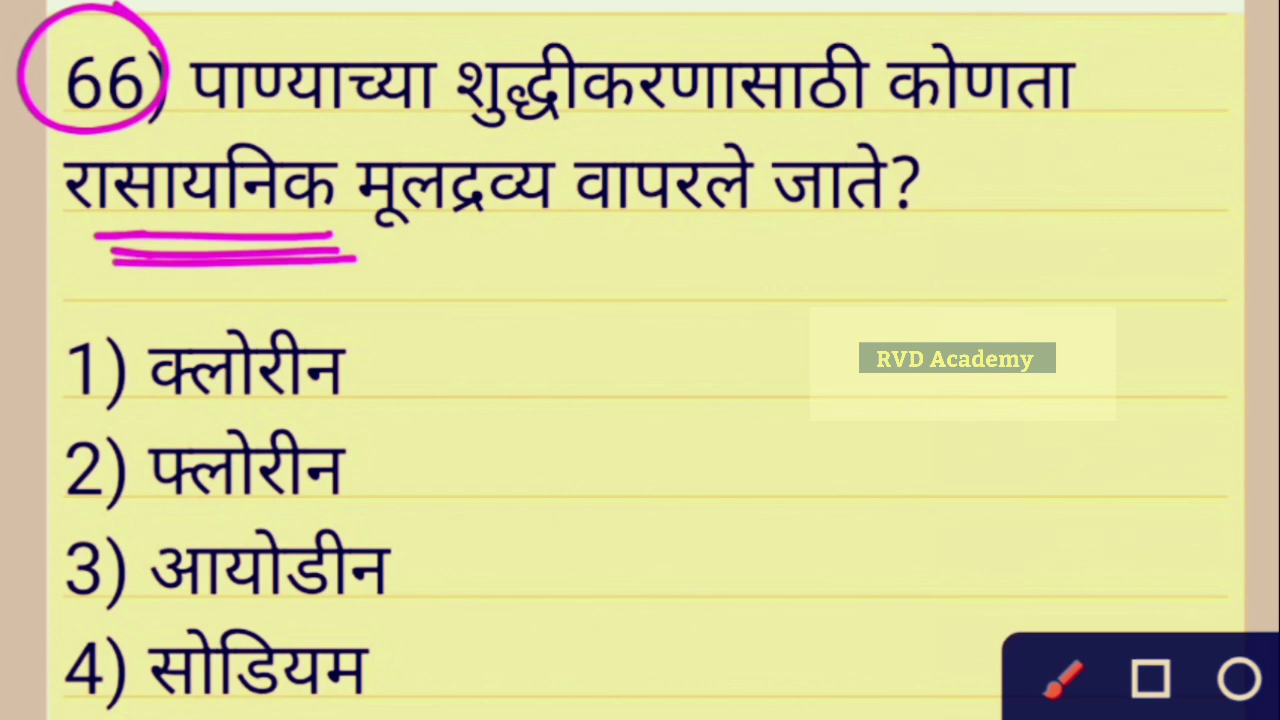 66) पाण्याच्या शुद्धीकरणासाठी कोणता
रासायनिक मूलद्रव्य वापरले जाते?
1) क्लोरीन
RVD Academy
2) फ्लोरीन
3) आयोडीन
4) सोडियम